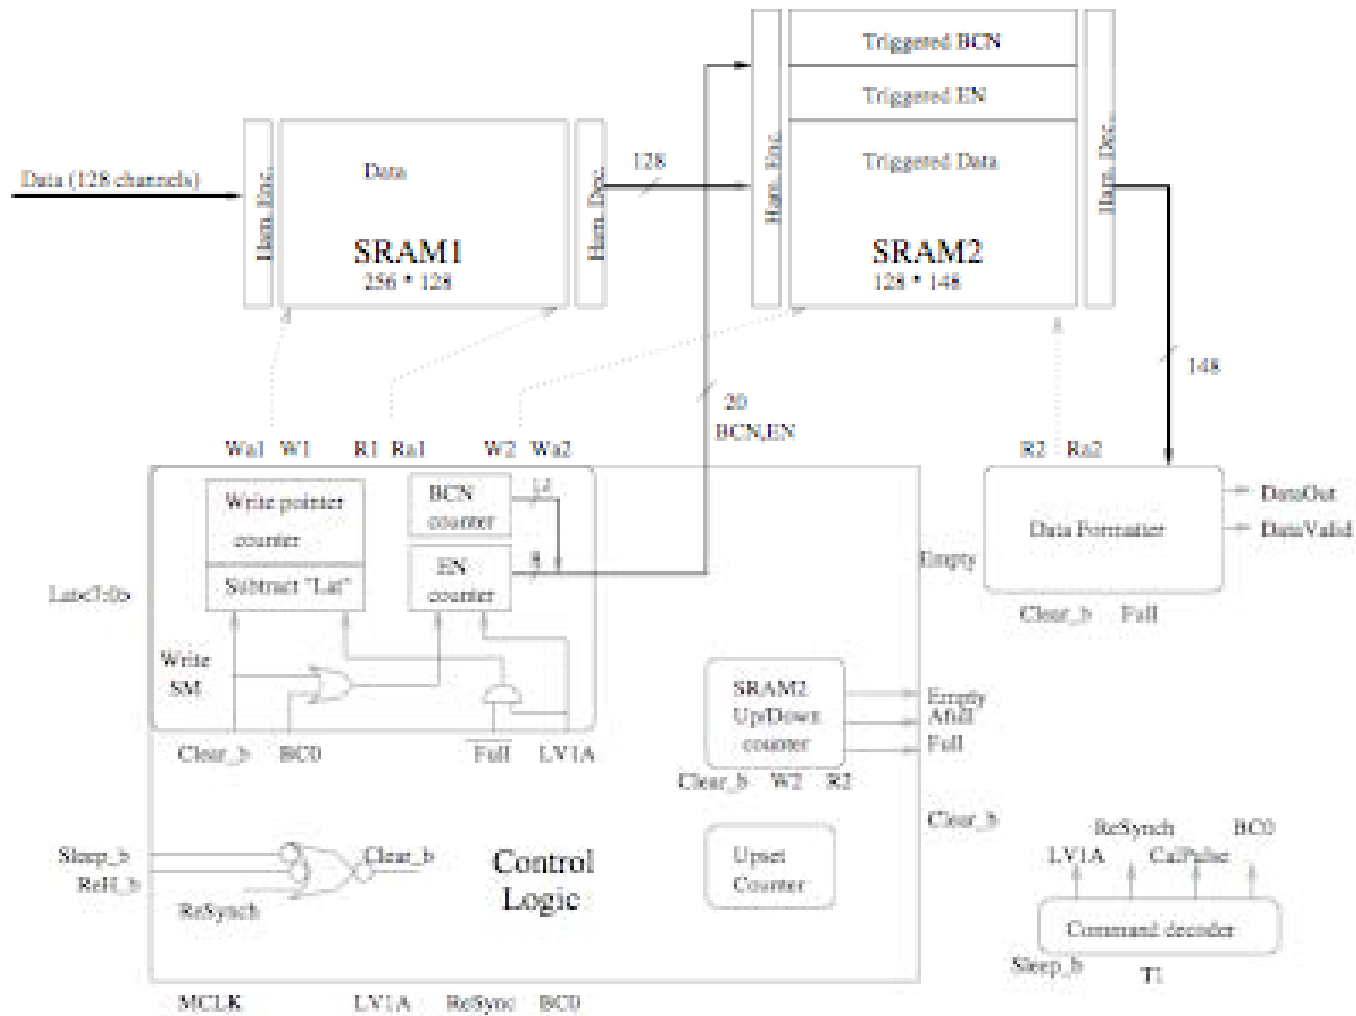 Triggered BCN
Triggered EN
Triggered Data
SRAM2
128 * 148
Ham. Enc.
Ham. Dec.
Data (128 channels)
Ham. Enc.
Data
SRAM1
256 * 128
Ham. Dec.
128
148
20
BCN,EN
Wa1 W1
R1 Ra1
W2 Wa2
R2 Ra2
Write pointer
counter
Subtract "Lat"
BCN
counter
12
EN
counter
8
Write
SM
Clear_b
BC0
Full
LV1A
Empty
Data Formatter
DataOut
DataValid
Clear_b Full
SRAM2
Up/Down
counter
Empty
Afull
Full
Clear_b W2 R2
Clear_b
Sleep_b
ReSynch
Clear_b
Control
Logic
Upset
Counter
ReSynch
BC0
LV1A
CalPulse
Command decoder
Sleep_b
T1
MCLK
LV1A
ReSync
BC0